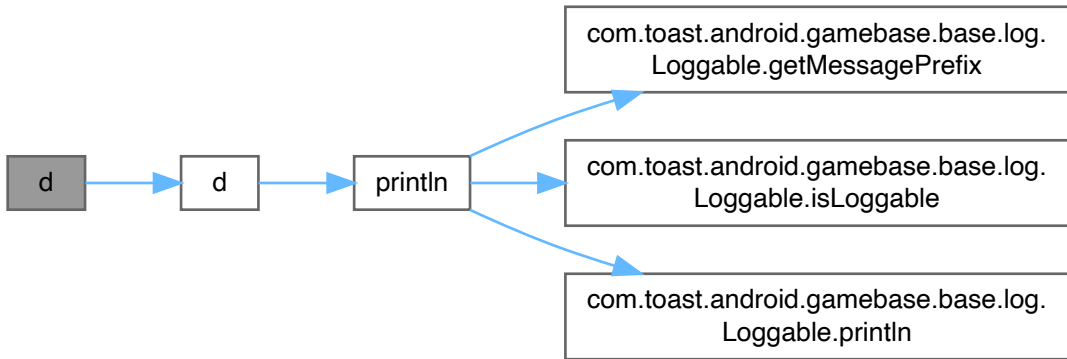 d
d
println
com.toast.android.gamebase.base.log.
Loggable.getMessagePrefix
com.toast.android.gamebase.base.log.
Loggable.isLoggable
com.toast.android.gamebase.base.log.
Loggable.println